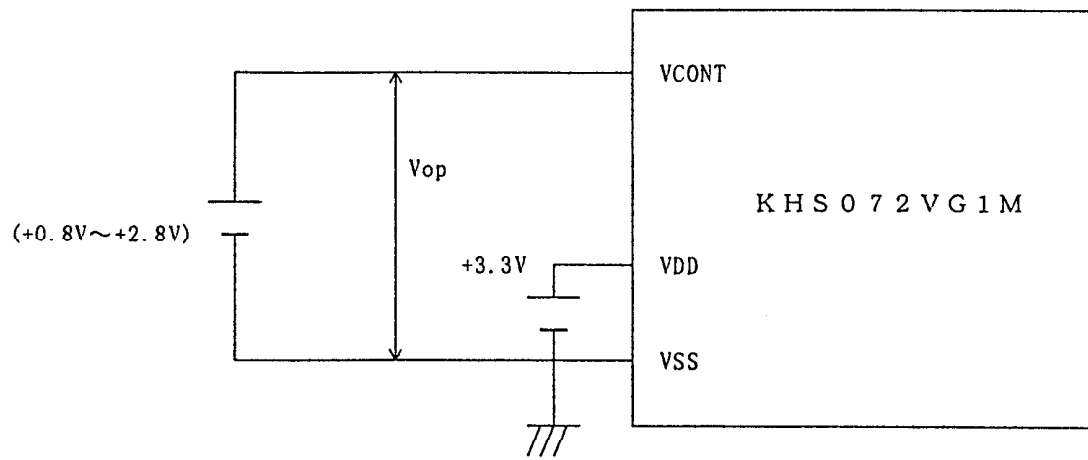 VCONT
Vop
KHS072VG1M
(+0.8V～+2.8V)
+3.3V
VDD
VSS